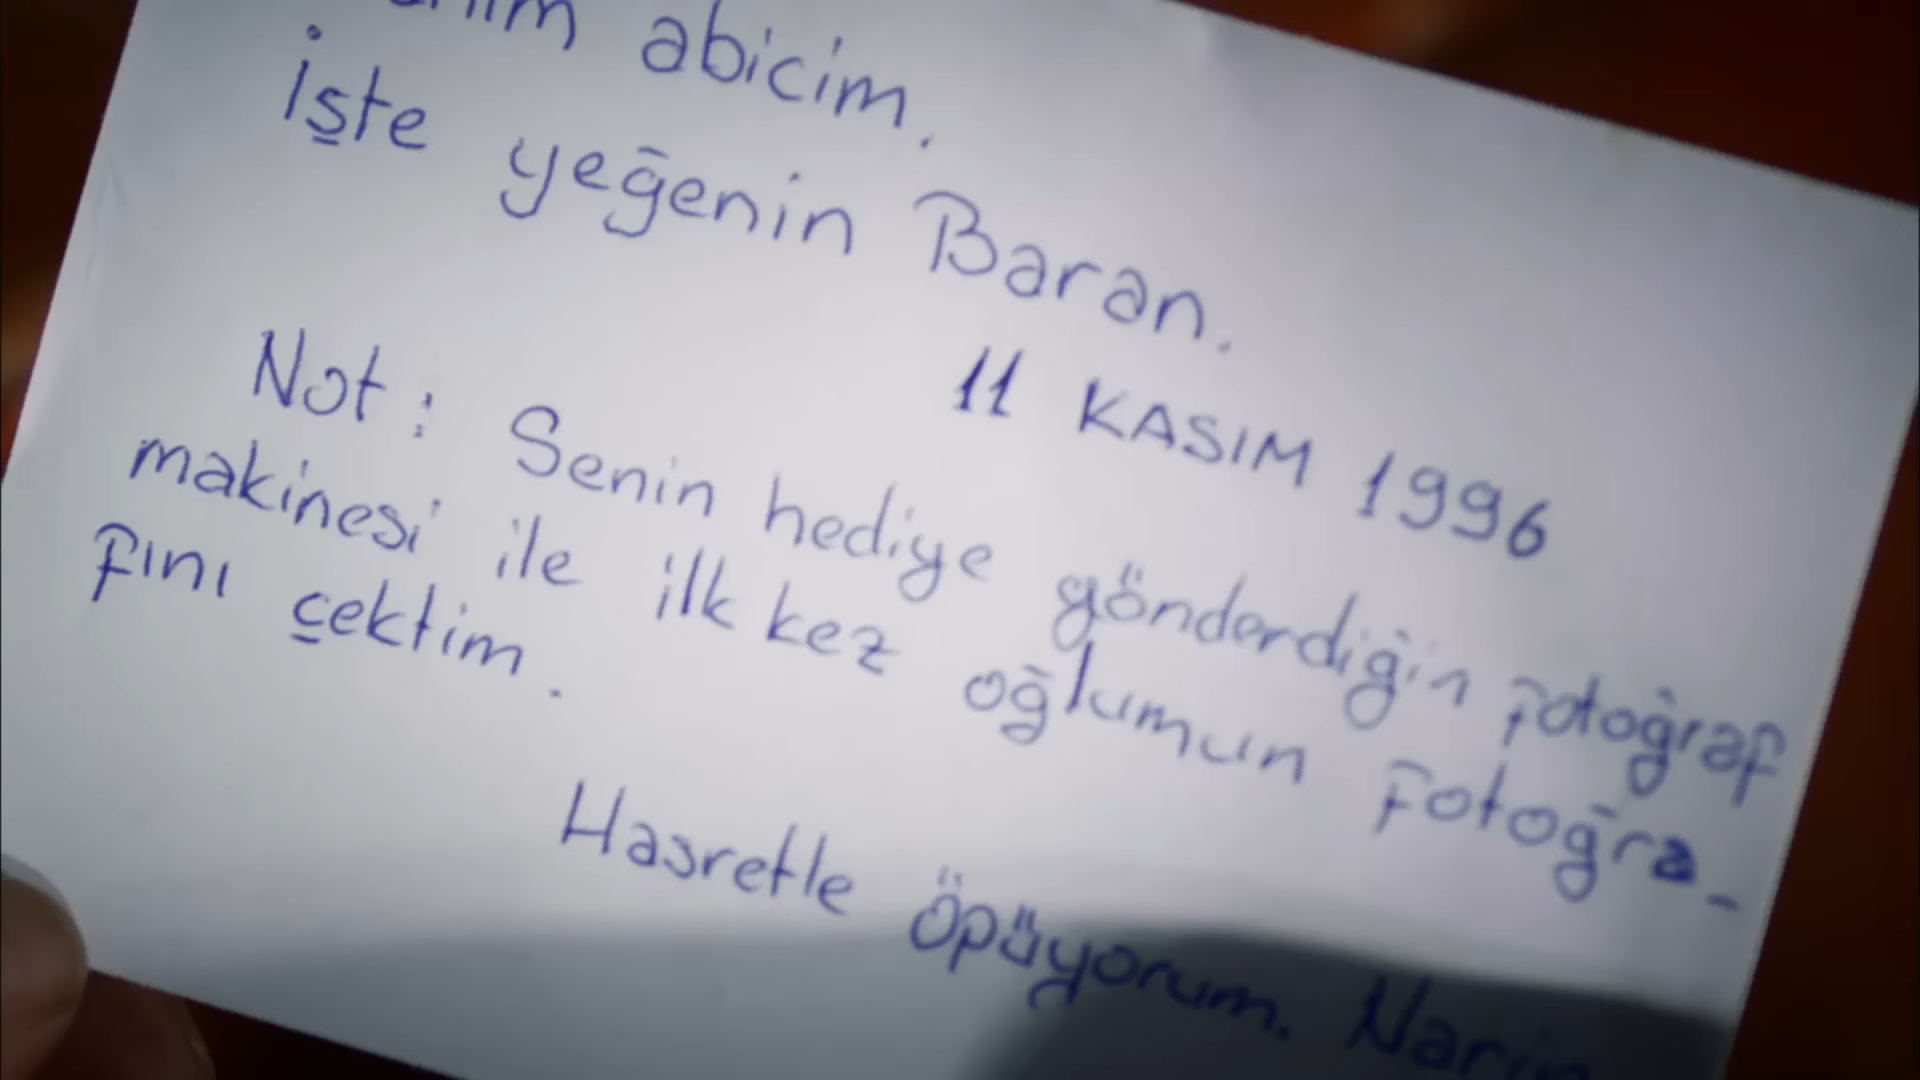 abicim.
İşte yeğenin Baran.
11 KASIM 1996
Not: Senin hediye gönderdiğin Fotoğraf
makinesi ile ilk kez oğlumun Fotoğra-
fını çektim.
Hasretle öpüyorum. Narin